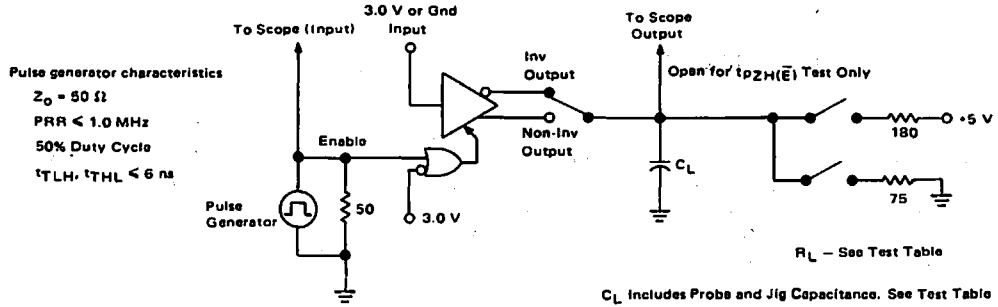 3.0 V or Gnd
Input
To Scope (Input)
To Scope
Output
Pulse generator characteristics
Zo = 50 Ω
PRR ≤ 1.0 MHz
50% Duty Cycle
tTLH, tTHL ≤ 6 ns
Inv
Output
Open for tPZH(E̅) Test Only
Non-Inv
Output
Enable
180
+5 V
CL
Pulse
Generator
50
3.0 V
75
RL – See Test Table
CL Includes Probe and Jig Capacitance. See Test Table